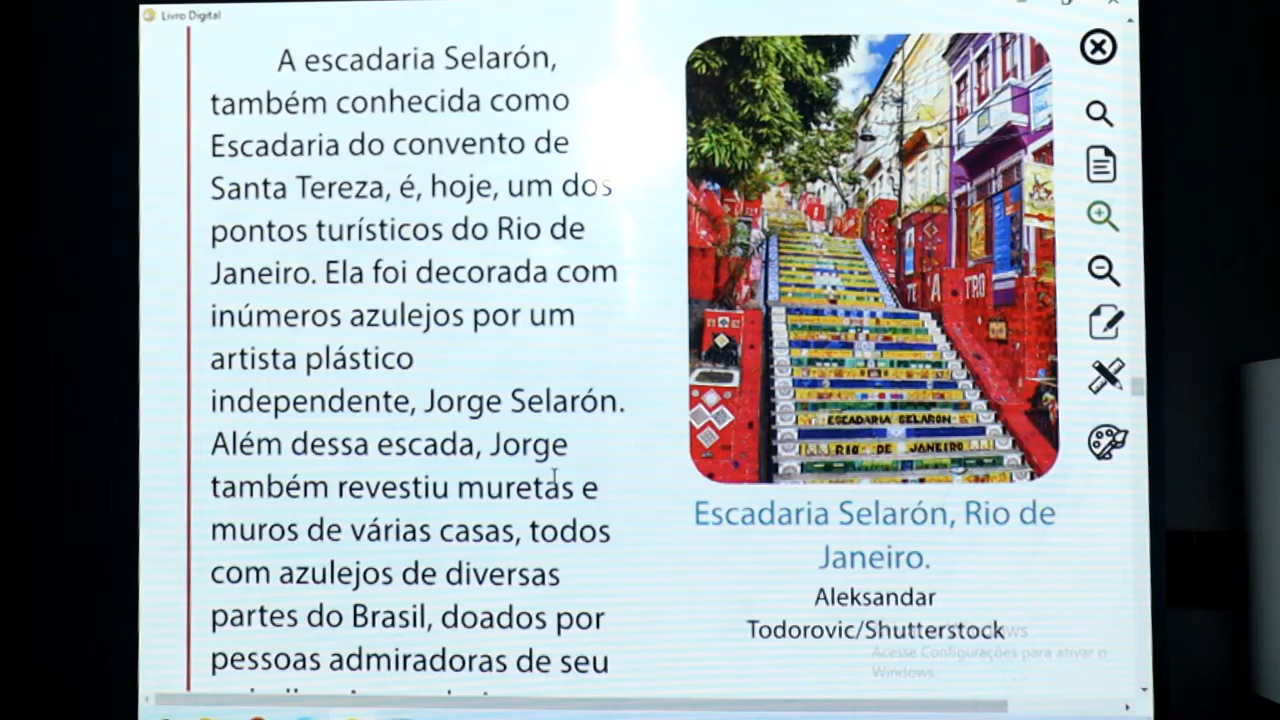 Livro Digital
A escadaria Selarón,
também conhecida como
Escadaria do convento de
Santa Tereza, é, hoje, um dos
pontos turísticos do Rio de
Janeiro. Ela foi decorada com
inúmeros azulejos por um
artista plástico
independente, Jorge Selarón.
Além dessa escada, Jorge
também revestiu muretas e
muros de várias casas, todos
com azulejos de diversas
partes do Brasil, doados por
pessoas admiradoras de seu
TE A TRO
ESCADARIA SELARÓN
RIO DE JANEIRO
Escadaria Selarón, Rio de
Janeiro.
Aleksandar
Todorovic/Shutterstock
Acesse Configurações para ativar o
Windows.